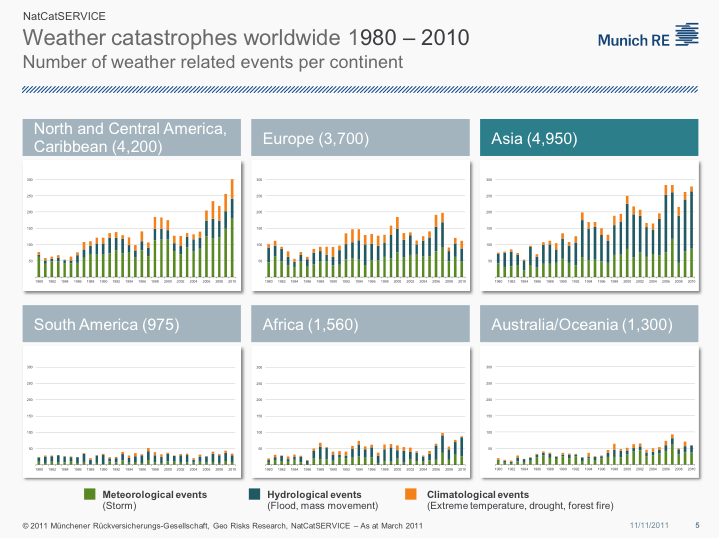 NatCatSERVICE
Weather catastrophes worldwide 1980 – 2010
Number of weather related events per continent
Munich RE
North and Central America,
Caribbean (4,200)
Europe (3,700)
Asia (4,950)
South America (975)
Africa (1,560)
Australia/Oceania (1,300)
Meteorological events
(Storm)
Hydrological events
(Flood, mass movement)
Climatological events
(Extreme temperature, drought, forest fire)
© 2011 Münchener Rückversicherungs-Gesellschaft, Geo Risks Research, NatCatSERVICE – As at March 2011
11/11/2011
5